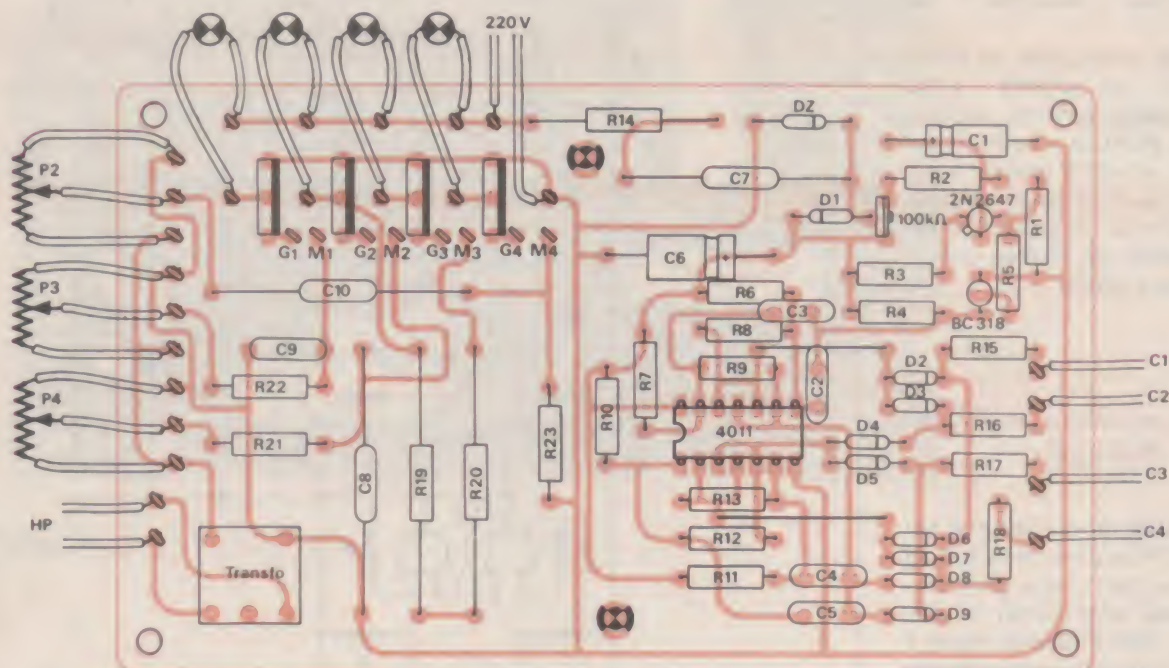 220 V
P2
R14
DZ
C1
C7
R2
2N2647
R1
D1
100kΩ
G1 M1 G2 M2 G3 M3 G4 M4
C6
R3
R5
P3
C10
R6
C3
R4
R8
BC 318
C9
R15
R22
R7
R9
C2
D2
C1
D3
R10
C2
P4
4011
R16
R21
D4
R23
D5
R17
C8
R19
R20
R13
C3
HP
R12
D6
R18
C4
D7
Transfo
R11
C4
D8
C5
D9